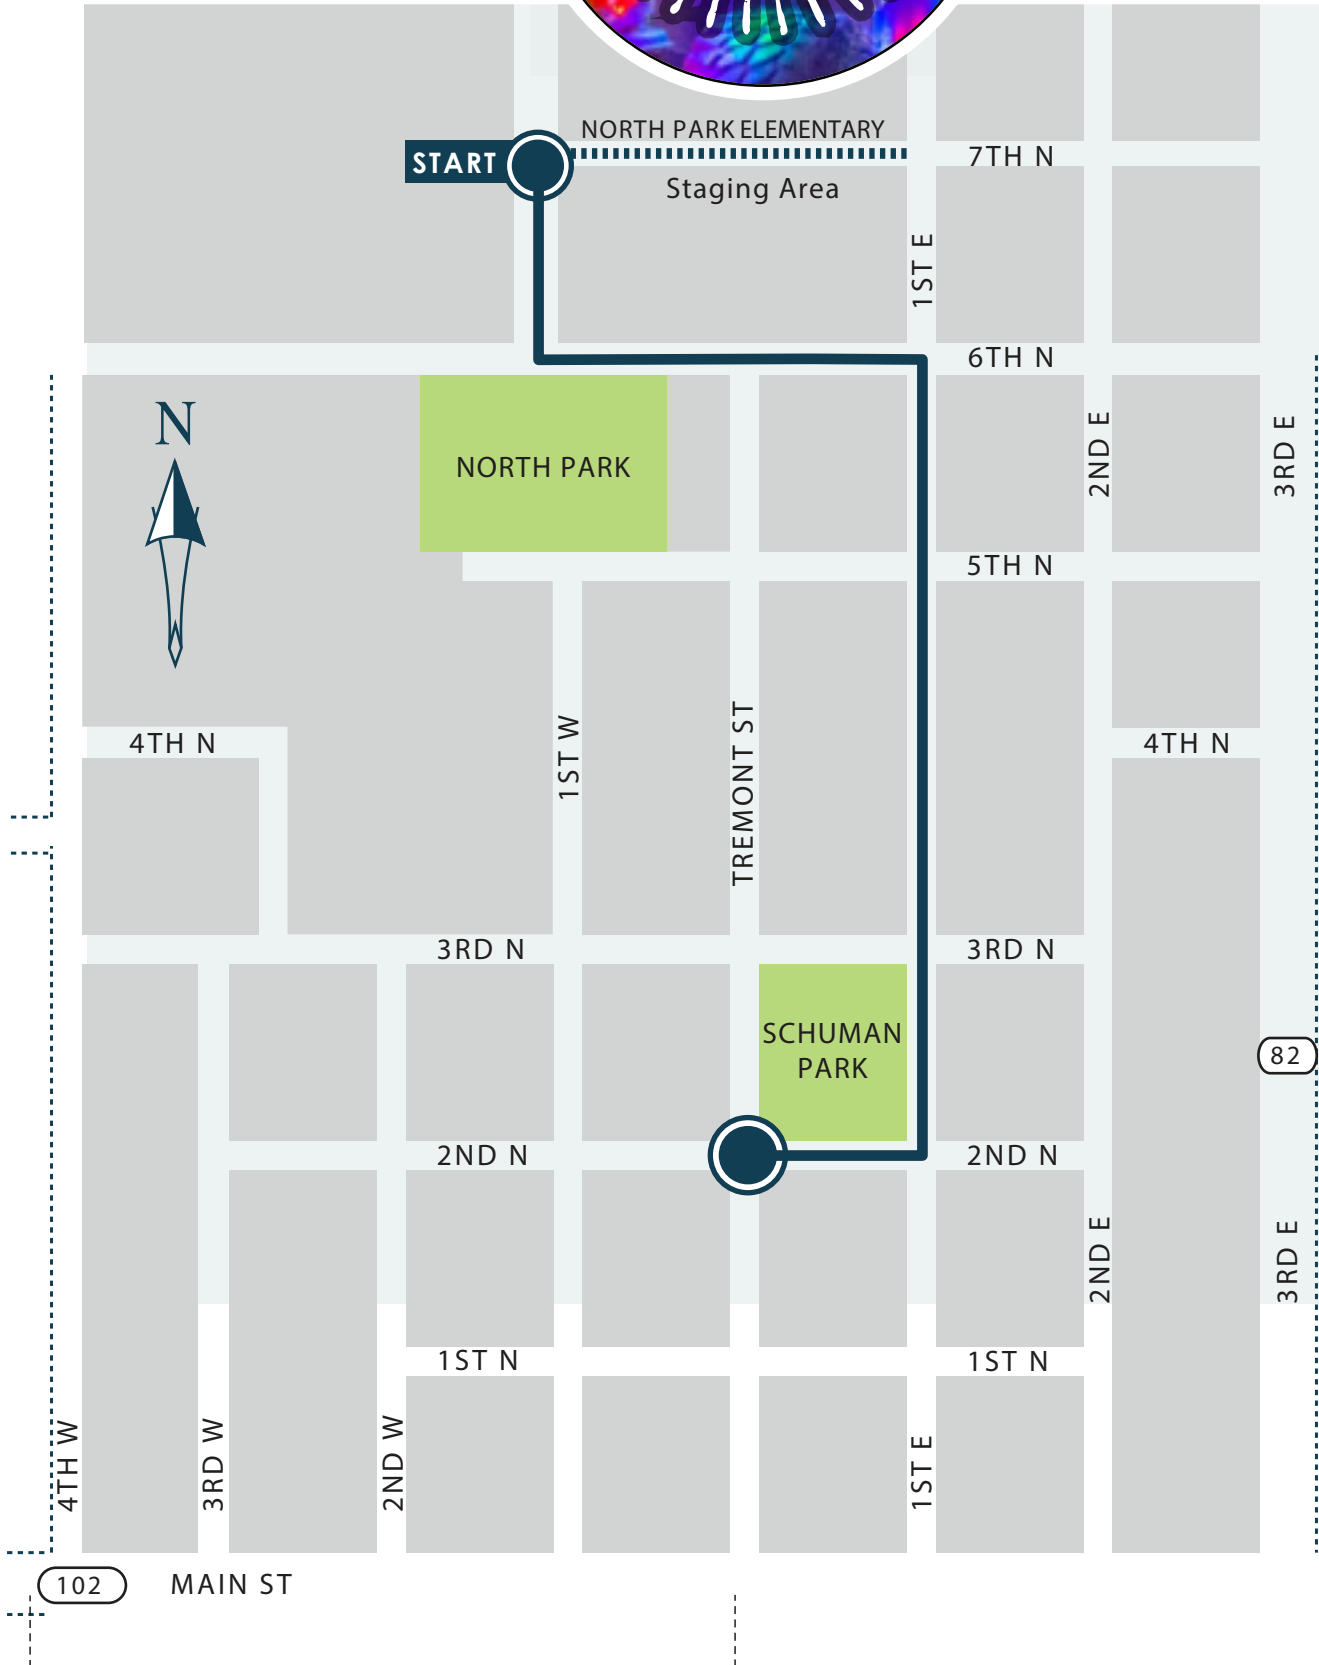 NORTH PARK ELEMENTARY
START
7TH N
Staging Area
1ST E
6TH N
N
NORTH PARK
2ND E
3RD E
5TH N
1ST W
TREMONT ST
4TH N
4TH N
3RD N
3RD N
SCHUMAN
PARK
82
2ND N
2ND N
2ND E
3RD E
1ST N
1ST N
4TH W
3RD W
2ND W
1ST E
102
MAIN ST